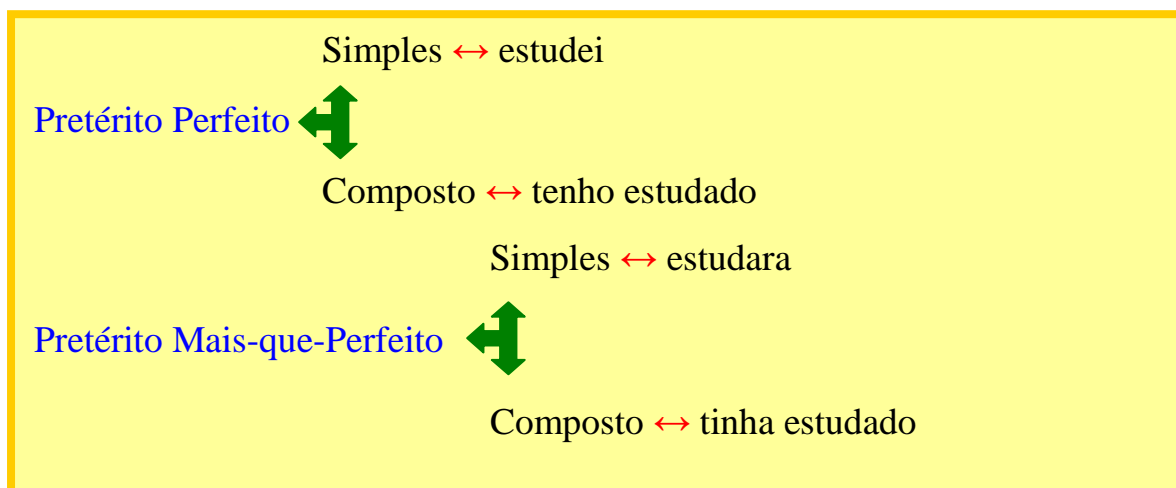 Simples ↔ estudei
Pretérito Perfeito
Composto ↔ tenho estudado
Simples ↔ estudara
Pretérito Mais-que-Perfeito
Composto ↔ tinha estudado